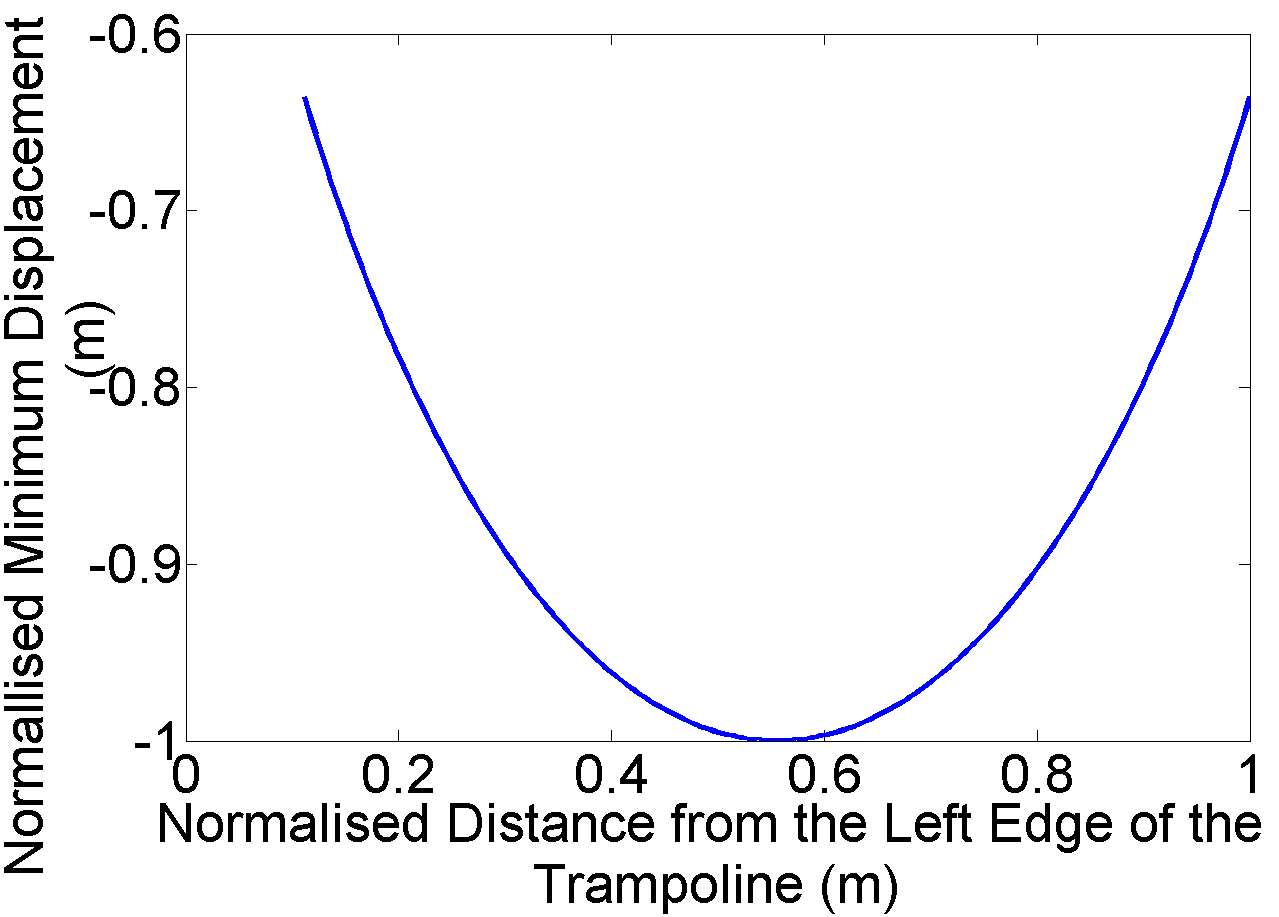 Normallised Minimum Displacement
(m)
-0.6
-0.7
-0.8
-0.9
-1
0 0.2 0.4 0.6 0.8 1
Normalised Distance from the Left Edge of the
Trampoline (m)